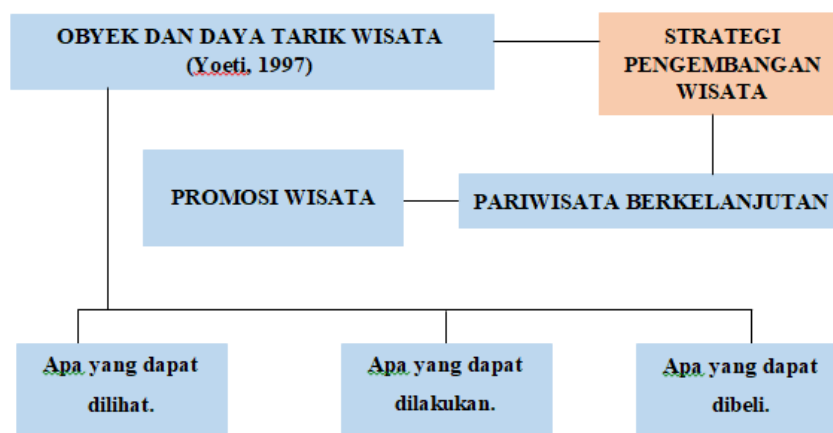 OBYEK DAN DAYA TARIK WISATA
(Yoeti, 1997)
STRATEGI
PENGEMBANGAN
WISATA
PROMOSI WISATA
PARIWISATA BERKELANJUTAN
Apa yang dapat
dilihat.
Apa yang dapat
dilakukan.
Apa yang dapat
dibeli.